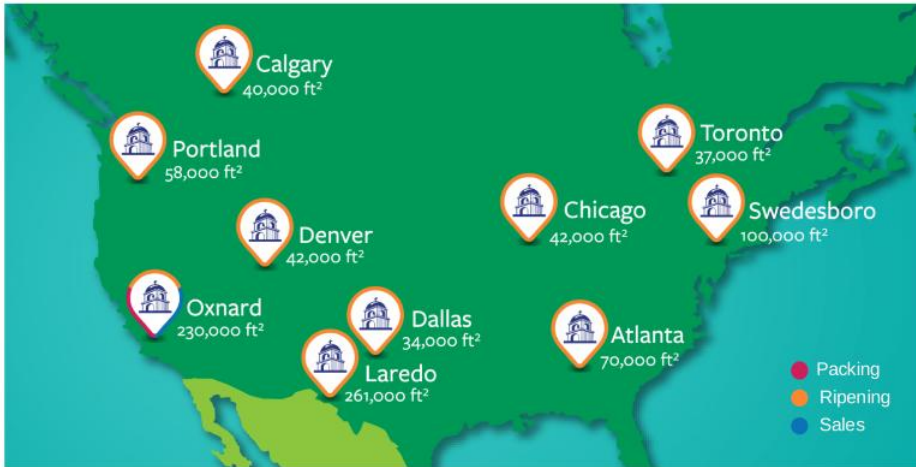 Calgary
40,000 ft²
Portland
58,000 ft²
Toronto
37,000 ft²
Denver
42,000 ft²
Chicago
42,000 ft²
Swedesboro
100,000 ft²
Oxnard
230,000 ft²
Dallas
34,000 ft²
Atlanta
70,000 ft²
Laredo
261,000 ft²
Packing
Ripening
Sales